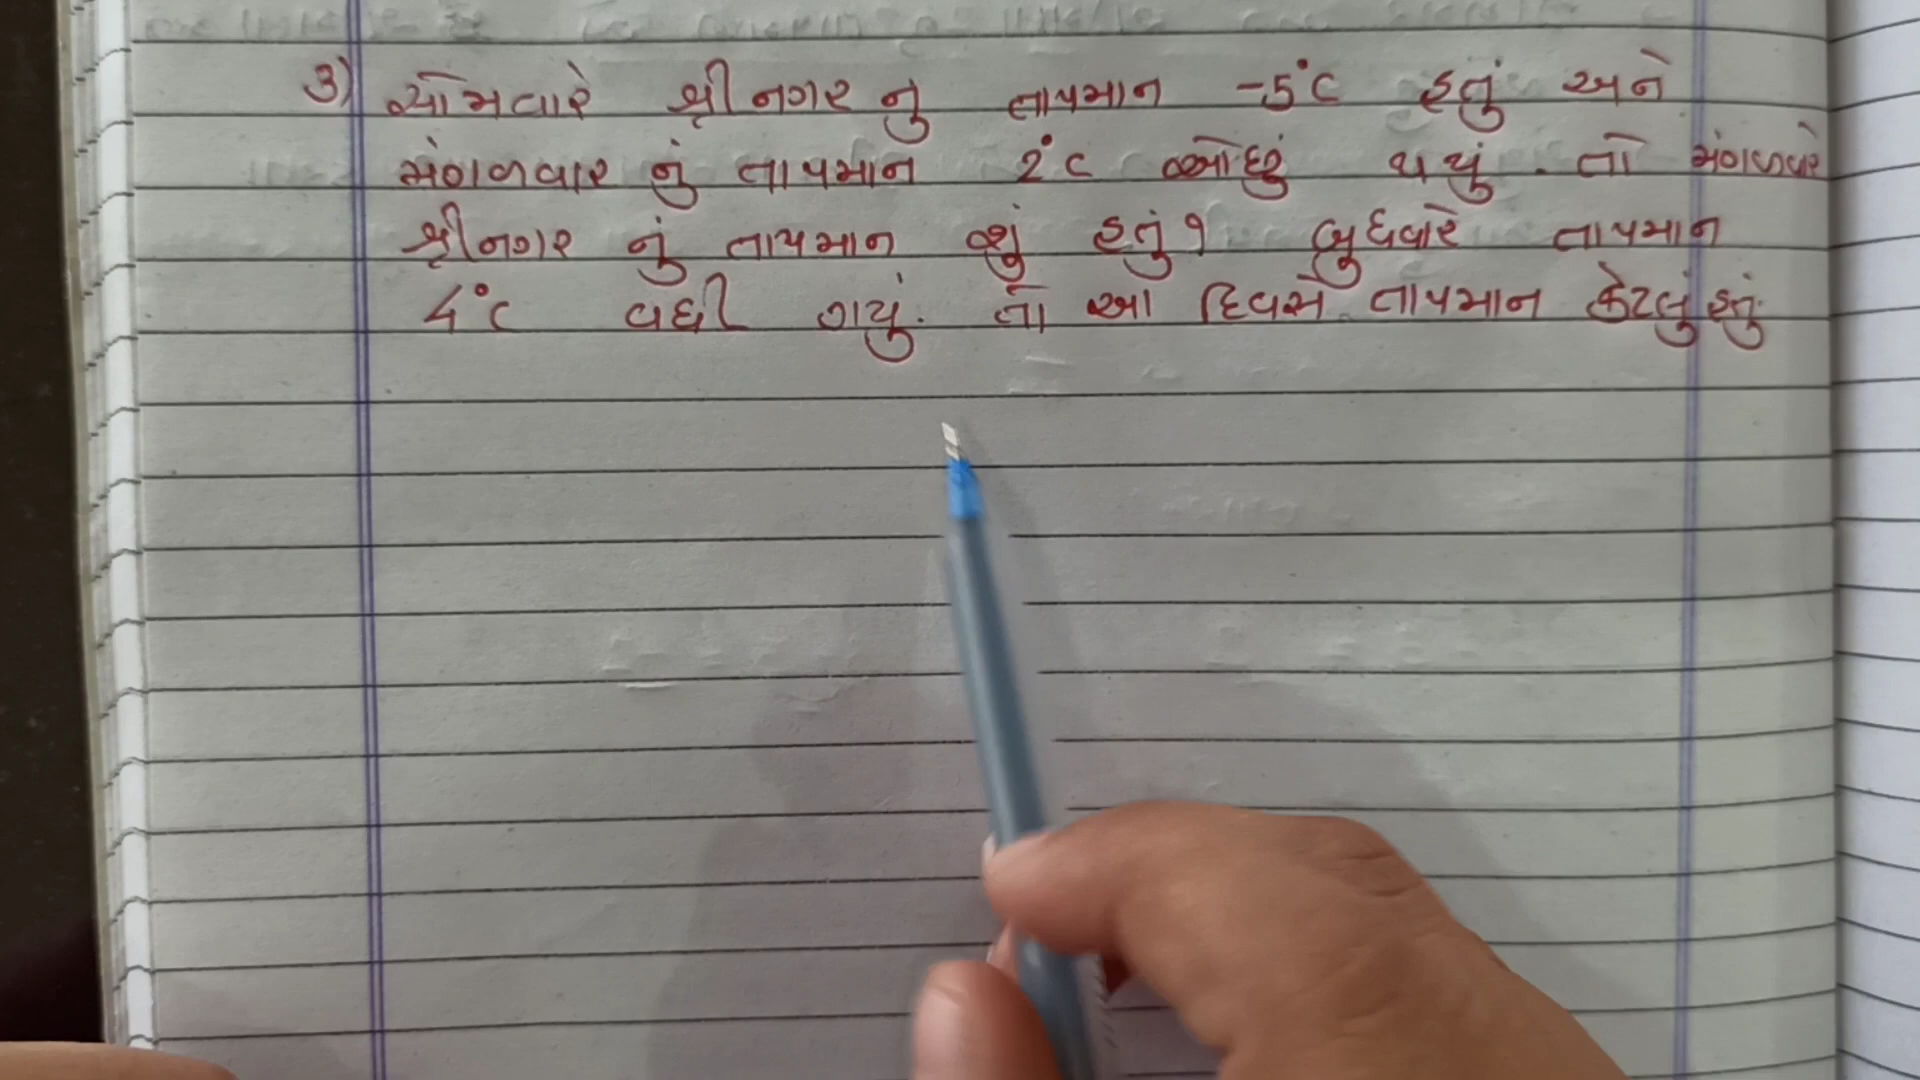 3) સોમવારે શ્રીનગર નું તાપમાન -5°C હતું અને
મંગળવાર નું તાપમાન 2°C ઓછું થયું. તો મંગળવારે
શ્રીનગર નું તાપમાન શું હતું? બુધવારે તાપમાન
4°C વધી ગયું. તો આ દિવસે તાપમાન કેટલું હતું.